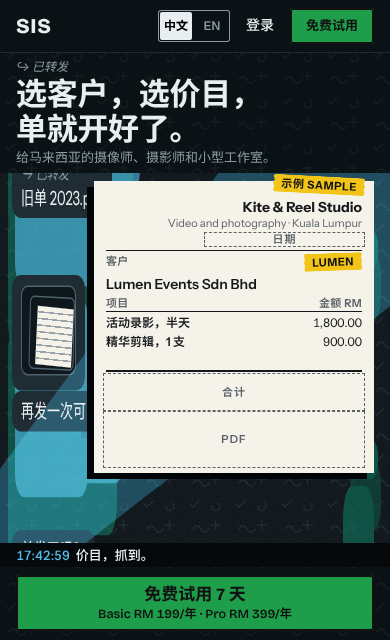 SIS
中文 EN 登录 免费试用
↪ 已转发
选客户，选价目，
单就开好了。
给马来西亚的摄像师、摄影师和小型工作室。
已转发
旧单 2023.p
再发一次可
示例 SAMPLE
Kite & Reel Studio
Video and photography · Kuala Lumpur
日期
客户
LUMEN
Lumen Events Sdn Bhd
项目 金额 RM
活动录影，半天 1,800.00
精华剪辑，1 支 900.00
合计
PDF
17:42:59 价目，抓到。
免费试用 7 天
Basic RM 199/年 · Pro RM 399/年